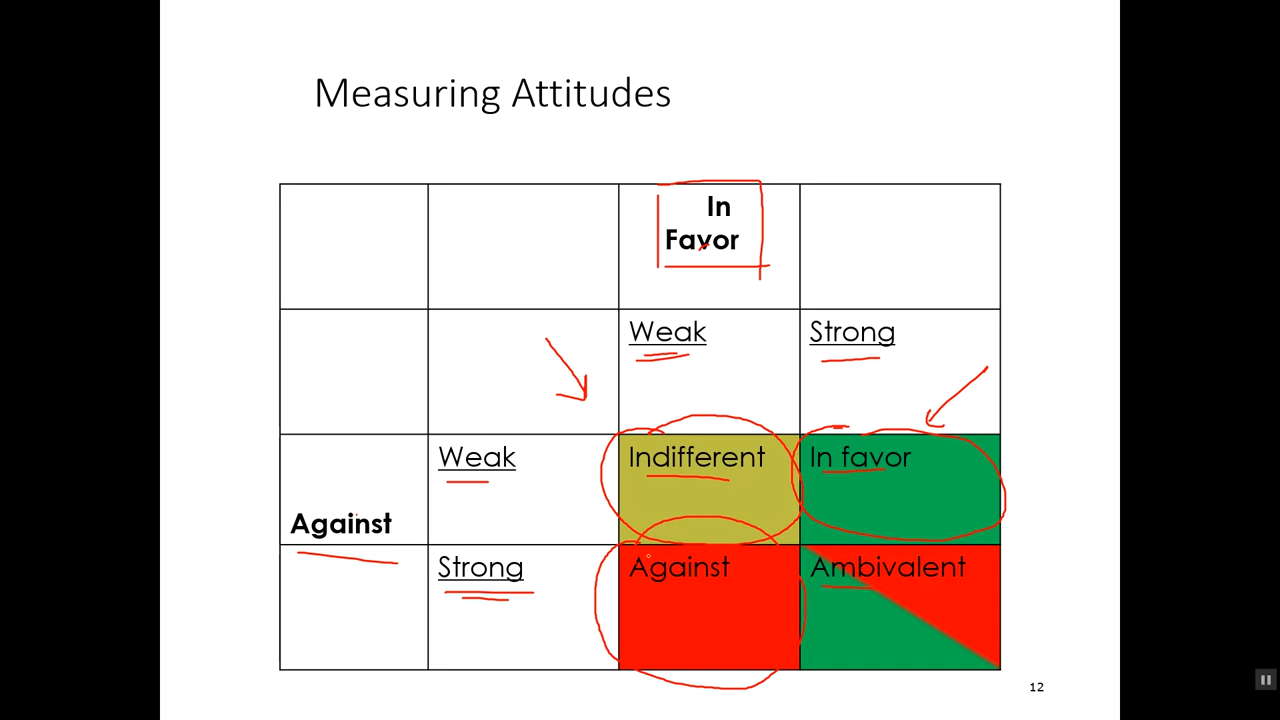 Measuring Attitudes
In
Favor
Weak
Strong
Weak
Indifferent
In favor
Against
Strong
Against
Ambivalent
12